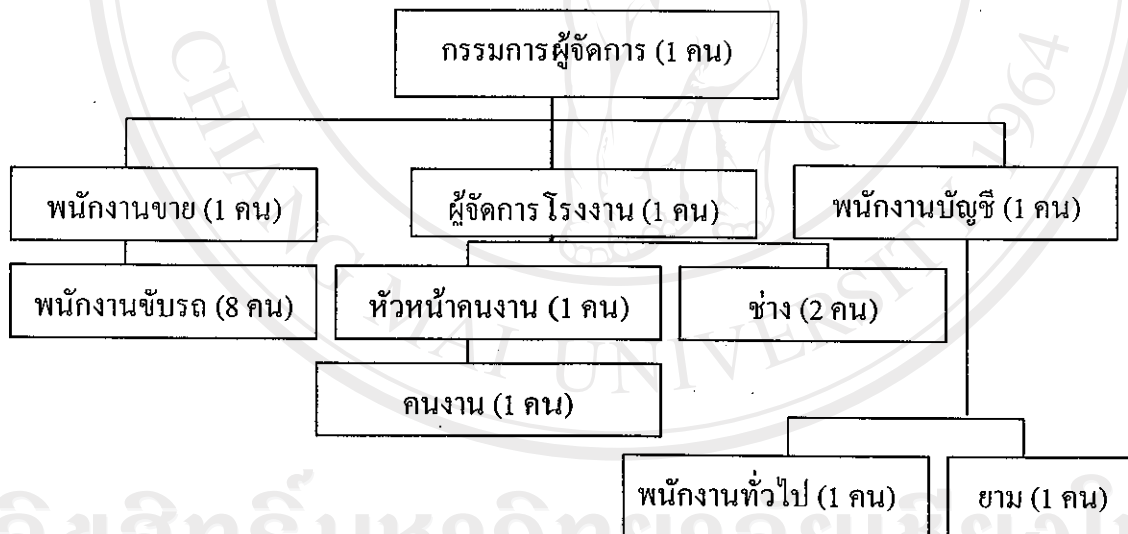 กรรมการผู้จัดการ (1 คน)
พนักงานขาย (1 คน)
ผู้จัดการ โรงงาน (1 คน)
พนักงานบัญชี (1 คน)
พนักงานขับรถ (8 คน)
หัวหน้าคนงาน (1 คน)
ช่าง (2 คน)
คนงาน (1 คน)
พนักงานทั่วไป (1 คน)
ยาม (1 คน)
CHIANG MAI UNIVERSIT 1964